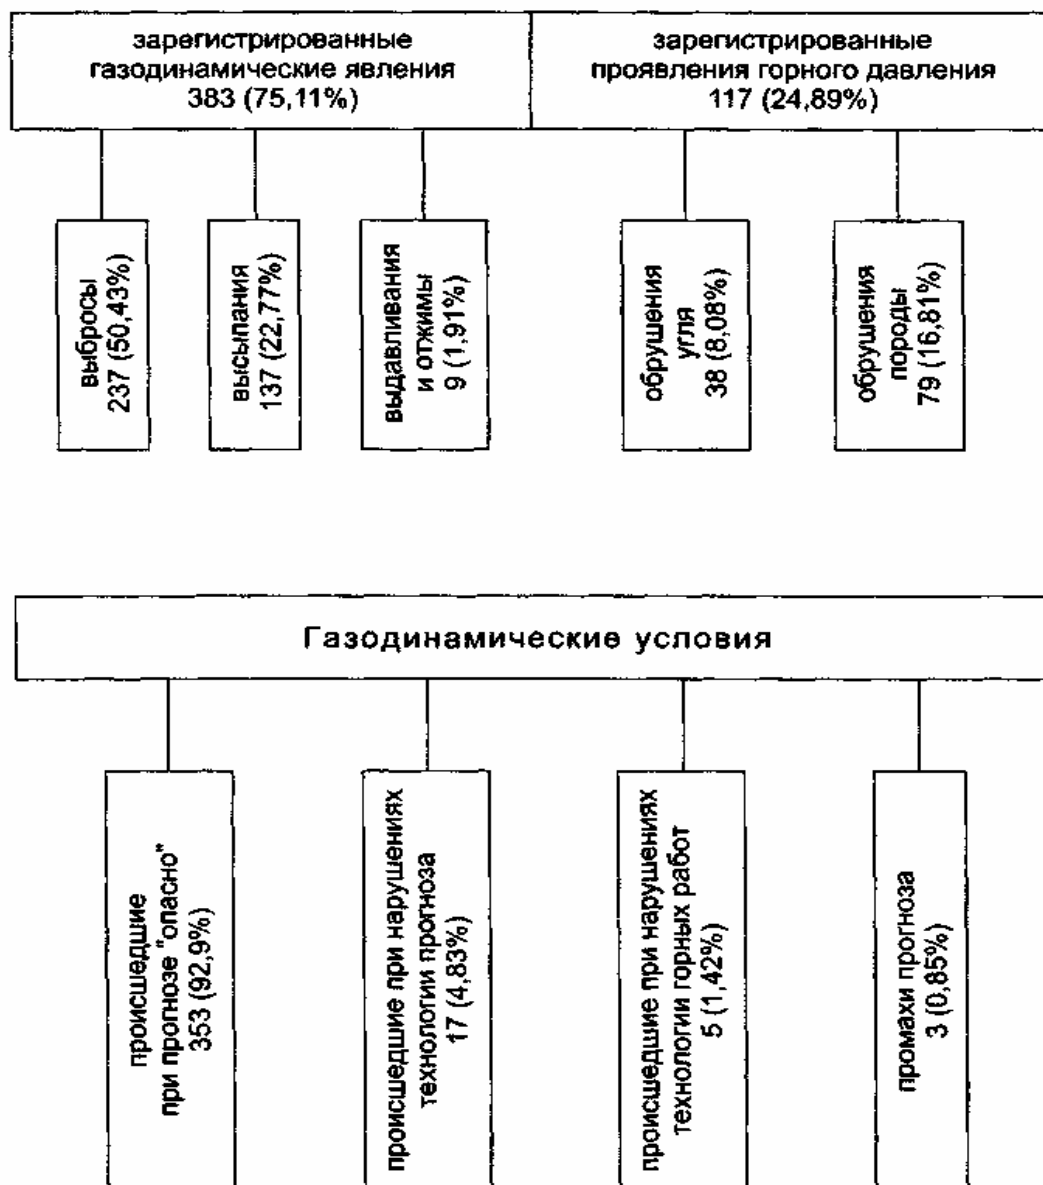 зарегистрированные
газодинамические явления
383 (75,11%)
зарегистрированные
проявления горного давления
117 (24,89%)
выбросы
237 (50,43%)
высыпания
137 (22,77%)
выдавливания
и отжимы
9 (1,91%)
обрушения
угля
38 (8,08%)
обрушения
породы
79 (16,81%)
Газодинамические условия
происшедшие
при прогнозе "опасно"
353 (92,9%)
происшедшие при нарушениях
технологии прогноза
17 (4,83%)
происшедшие при нарушениях
технологии горных работ
5 (1,42%)
промахи прогноза
3 (0,85%)